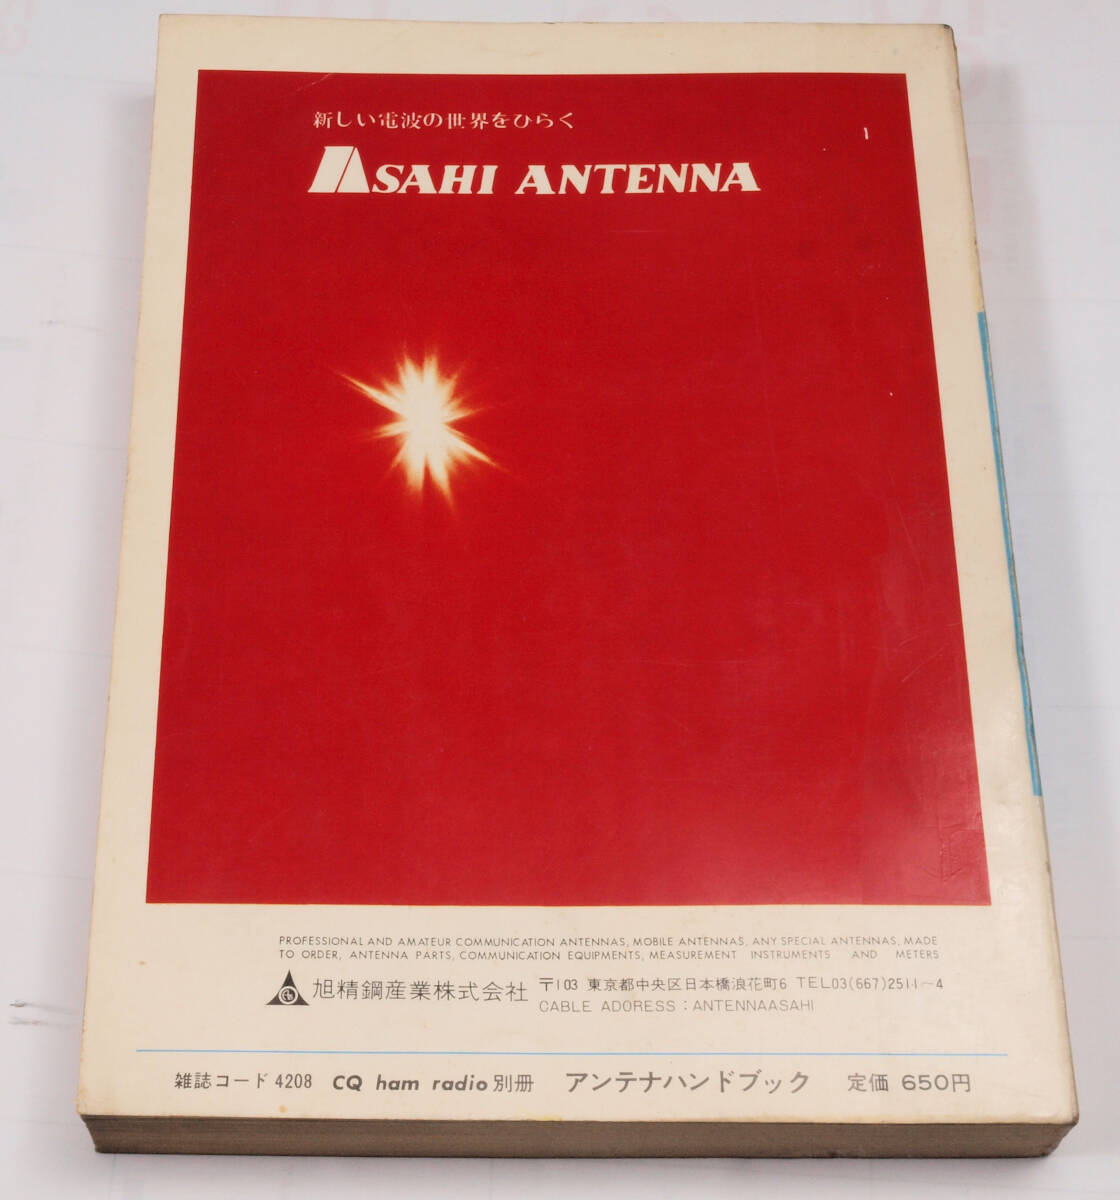 新しい電波の世界をひらく
ASAHI ANTENNA
PROFESSIONAL AND AMATEUR COMMUNICATION ANTENNAS, MOBILE ANTENNAS, ANY SPECIAL ANTENNAS, MADE
TO ORDER, ANTENNA PARTS, COMMUNICATION EQUIPMENTS, MEASUREMENT INSTRUMENTS AND METERS
旭精鋼産業株式会社 〒103 東京都中央区日本橋浪花町6 TEL03(667)2511〜4
CABLE ADORESS : ANTENNAASAHI
雑誌コード 4208 CQ ham radio 別冊 アンテナハンドブック 定価 650円